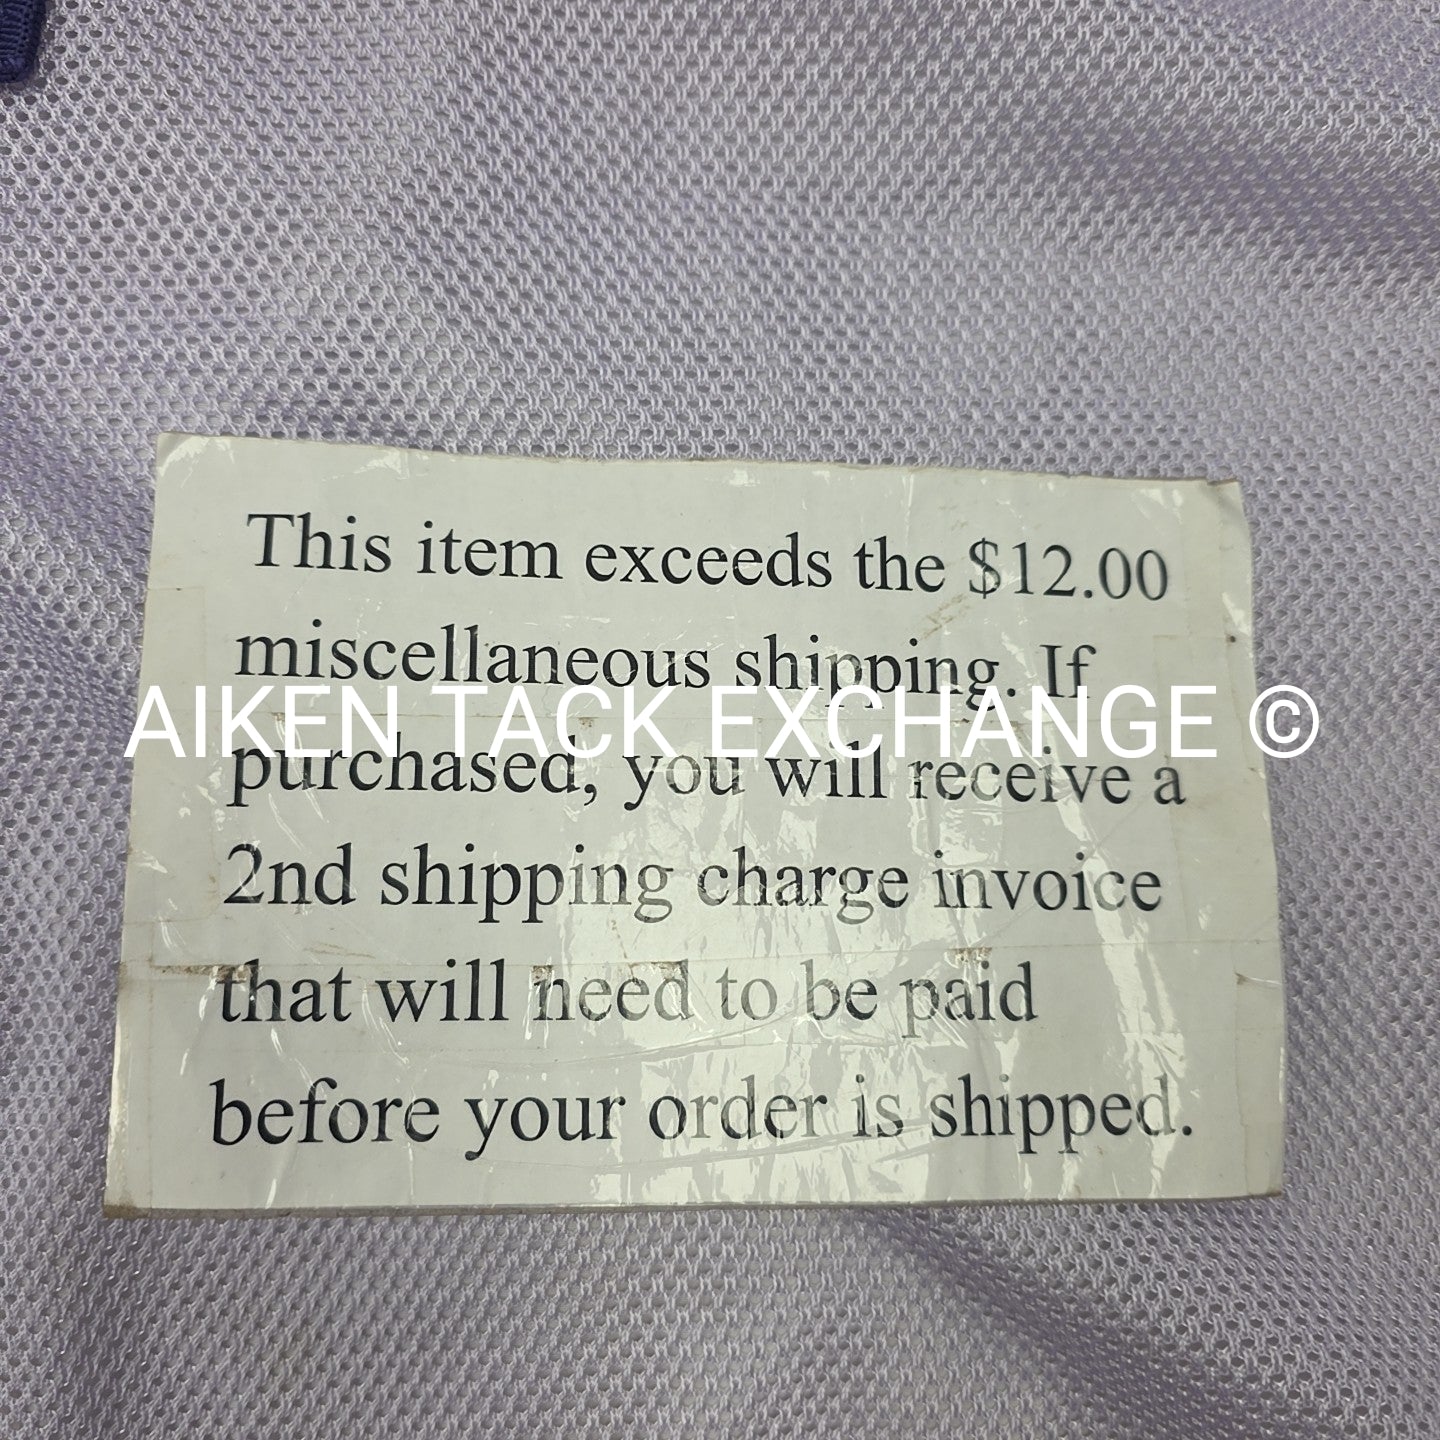 This item exceeds the $12.00
miscellaneous shipping. If
AIKEN TACK EXCHANGE ©
purchased, you will receive a
2nd shipping charge invoice
that will need to be paid
before your order is shipped.